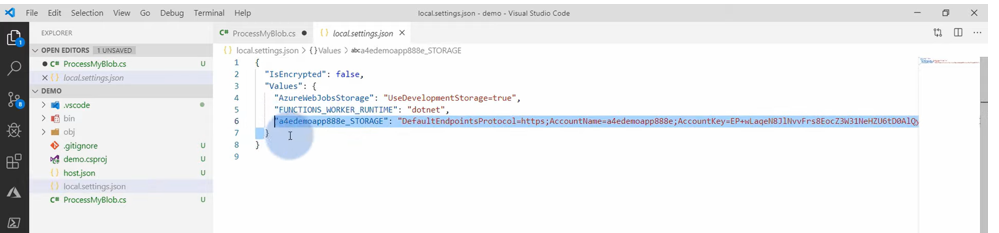 File Edit Selection View Go Debug Terminal Help
local.settings.json - demo - Visual Studio Code
EXPLORER
OPEN EDITORS 1 UNSAVED
ProcessMyBlob.cs U
local.settings.json
DEMO
.vscode
bin
obj
.gitignore U
demo.csproj U
host.json U
local.settings.json
ProcessMyBlob.cs U
8
C# ProcessMyBlob.cs
{} local.settings.json
{} local.settings.json > {} Values > abc a4edemoapp888e_STORAGE
1 {
2 "IsEncrypted": false,
3 "Values": {
4 "AzureWebJobsStorage": "UseDevelopmentStorage=true",
5 "FUNCTIONS_WORKER_RUNTIME": "dotnet",
6 "a4edemoapp888e_STORAGE": "DefaultEndpointsProtocol=https;AccountName=a4edemoapp888e;AccountKey=
7 }
8 }
9